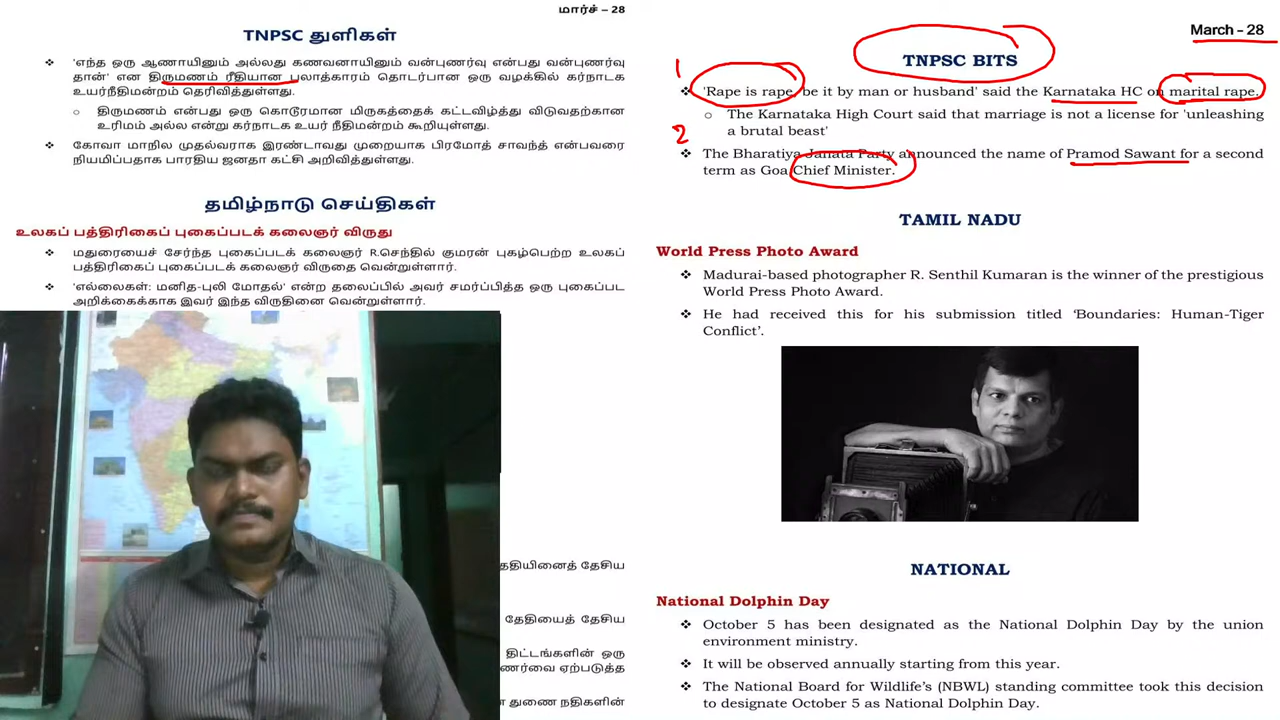 மார்ச் – 28
TNPSC துளிகள்
❖ 'எந்த ஒரு ஆணாயினும் அல்லது கணவனாயினும் வன்புணர்வு என்பது வன்புணர்வு
தான்' என திருமணம் ரீதியான பலாத்காரம் தொடர்பான ஒரு வழக்கில் கர்நாடக
உயர்நீதிமன்றம் தெரிவித்துள்ளது.
○ திருமணம் என்பது ஒரு கொடூரமான மிருகத்தைக் கட்டவிழ்த்து விடுவதற்கான
உரிமம் அல்ல என்று கர்நாடக உயர் நீதிமன்றம் கூறியுள்ளது.
❖ கோவா மாநில முதல்வராக இரண்டாவது முறையாக பிரமோத் சாவந்த் என்பவரை
நியமிப்பதாக பாரதிய ஜனதா கட்சி அறிவித்துள்ளது.
தமிழ்நாடு செய்திகள்
உலகப் பத்திரிகைப் புகைப்படக் கலைஞர் விருது
❖ மதுரையைச் சேர்ந்த புகைப்படக் கலைஞர் R.செந்தில் குமரன் புகழ்பெற்ற உலகப்
பத்திரிகைப் புகைப்படக் கலைஞர் விருதை வென்றுள்ளார்.
❖ 'எல்லைகள்: மனித-புலி மோதல்' என்ற தலைப்பில் அவர் சமர்ப்பித்த ஒரு புகைப்பட
அறிக்கைக்காக இவர் இந்த விருதினை வென்றுள்ளார்.
ததியினைத் தேசிய
தேதியைத் தேசிய
திட்டங்களின் ஒரு
ணர்வை ஏற்படுத்த
துணை நதிகளின்
March – 28
TNPSC BITS
1
❖ 'Rape is rape, be it by man or husband' said the Karnataka HC on marital rape.
○ The Karnataka High Court said that marriage is not a license for 'unleashing
a brutal beast'
2
❖ The Bharatiya Janata Party announced the name of Pramod Sawant for a second
term as Goa Chief Minister.
TAMIL NADU
World Press Photo Award
❖ Madurai-based photographer R. Senthil Kumaran is the winner of the prestigious
World Press Photo Award.
❖ He had received this for his submission titled 'Boundaries: Human-Tiger
Conflict'.
NATIONAL
National Dolphin Day
❖ October 5 has been designated as the National Dolphin Day by the union
environment ministry.
❖ It will be observed annually starting from this year.
❖ The National Board for Wildlife's (NBWL) standing committee took this decision
to designate October 5 as National Dolphin Day.